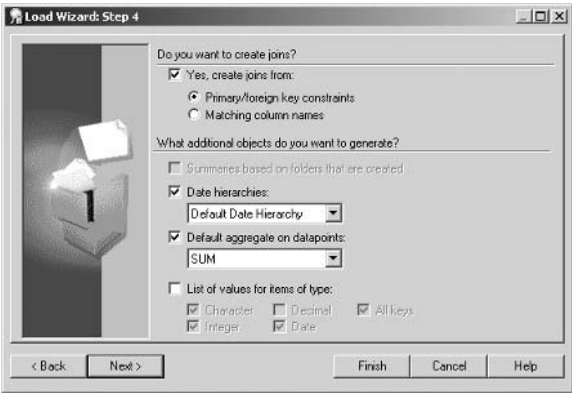 Load Wizard: Step 4
Do you want to create joins?
Yes, create joins from:
Primary/foreign key constraints
Matching column names
What additional objects do you want to generate?
Summaries based on folders that are created
Date hierarchies:
Default Date Hierarchy
Default aggregate on datapoints:
SUM
List of values for items of type:
Character Decimal All keys
Integer Date
< Back Next > Finish Cancel Help